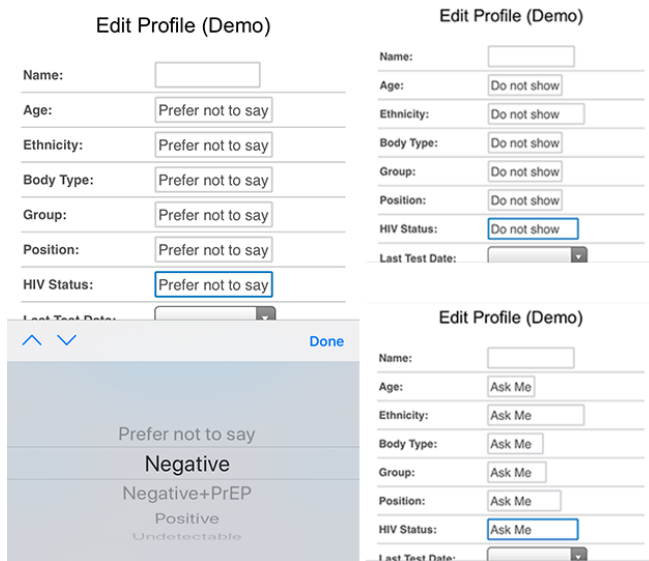 Edit Profile (Demo)
Name:
Age: Prefer not to say
Ethnicity: Prefer not to say
Body Type: Prefer not to say
Group: Prefer not to say
Position: Prefer not to say
HIV Status: Prefer not to say
Last Test Date:
Done
Prefer not to say
Negative
Negative+PrEP
Positive
Undetectable
Edit Profile (Demo)
Name:
Age: Do not show
Ethnicity: Do not show
Body Type: Do not show
Group: Do not show
Position: Do not show
HIV Status: Do not show
Last Test Date:
Edit Profile (Demo)
Name:
Age: Ask Me
Ethnicity: Ask Me
Body Type: Ask Me
Group: Ask Me
Position: Ask Me
HIV Status: Ask Me
Last Test Date: